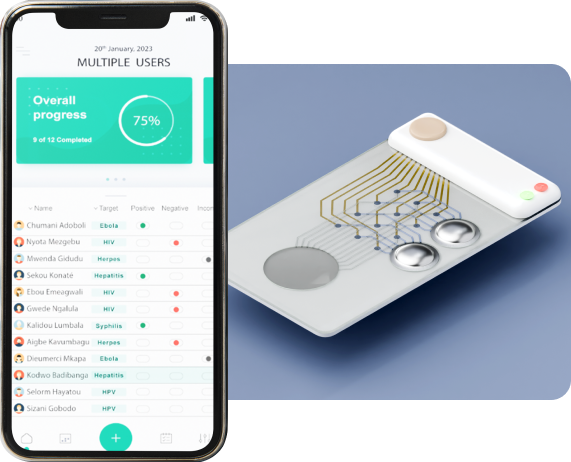 20th January, 2023
MULTIPLE USERS
Overall
progress
75%
9 of 12 Completed
Name Target Positive Negative Incon
Chumani Adoboli Ebola
Nyota Mezgebu HIV
Mwenda Gidudu Herpes
Sekou Konaté Hepatitis
Ebou Emeagwali HIV
Gwede Ngalula HIV
Kalidou Lumbala Syphilis
Aigbe Kavumbagu Herpes
Dieumerci Mkapa Ebola
Kodwo Badibanga Hepatitis
Selorm Hayatou HPV
Sizani Gobodo HPV